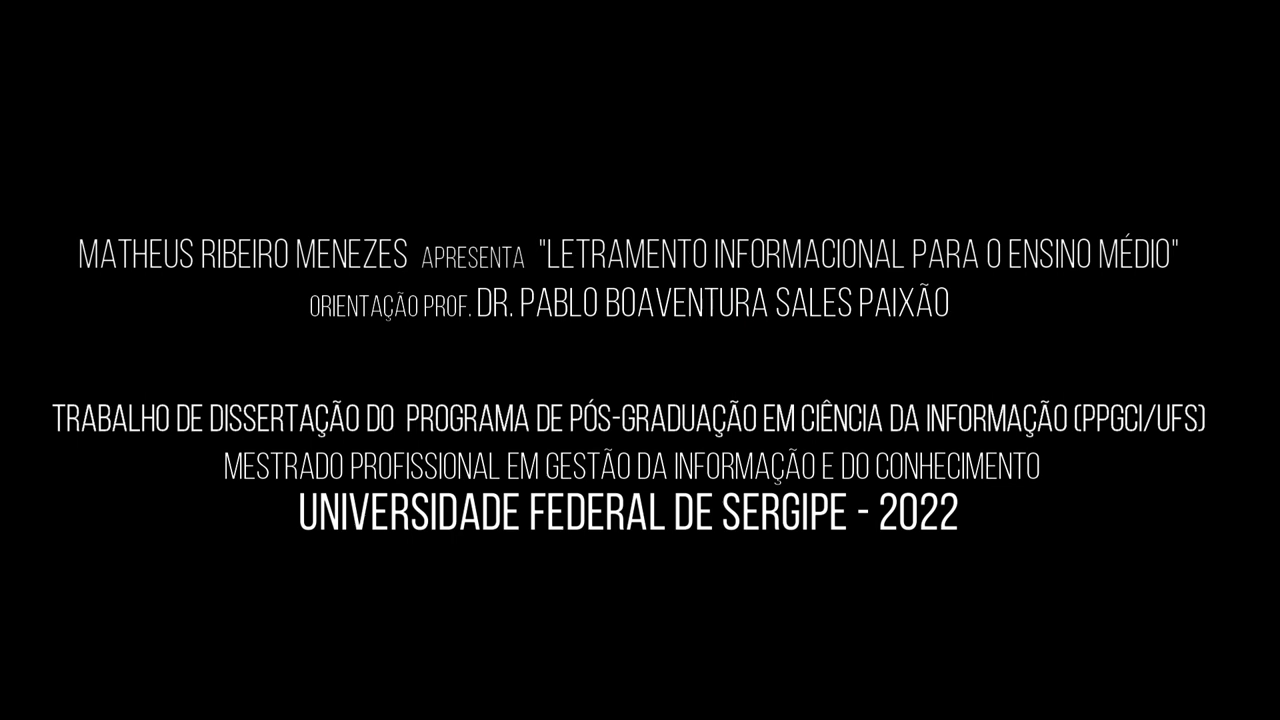 MATHEUS RIBEIRO MENEZES APRESENTA "LETRAMENTO INFORMACIONAL PARA O ENSINO MÉDIO"
ORIENTAÇÃO PROF. DR. PABLO BOAVENTURA SALES PAIXÃO
TRABALHO DE DISSERTAÇÃO DO PROGRAMA DE PÓS-GRADUAÇÃO EM CIÊNCIA DA INFORMAÇÃO (PPGCI/UFS)
MESTRADO PROFISSIONAL EM GESTÃO DA INFORMAÇÃO E DO CONHECIMENTO
UNIVERSIDADE FEDERAL DE SERGIPE - 2022